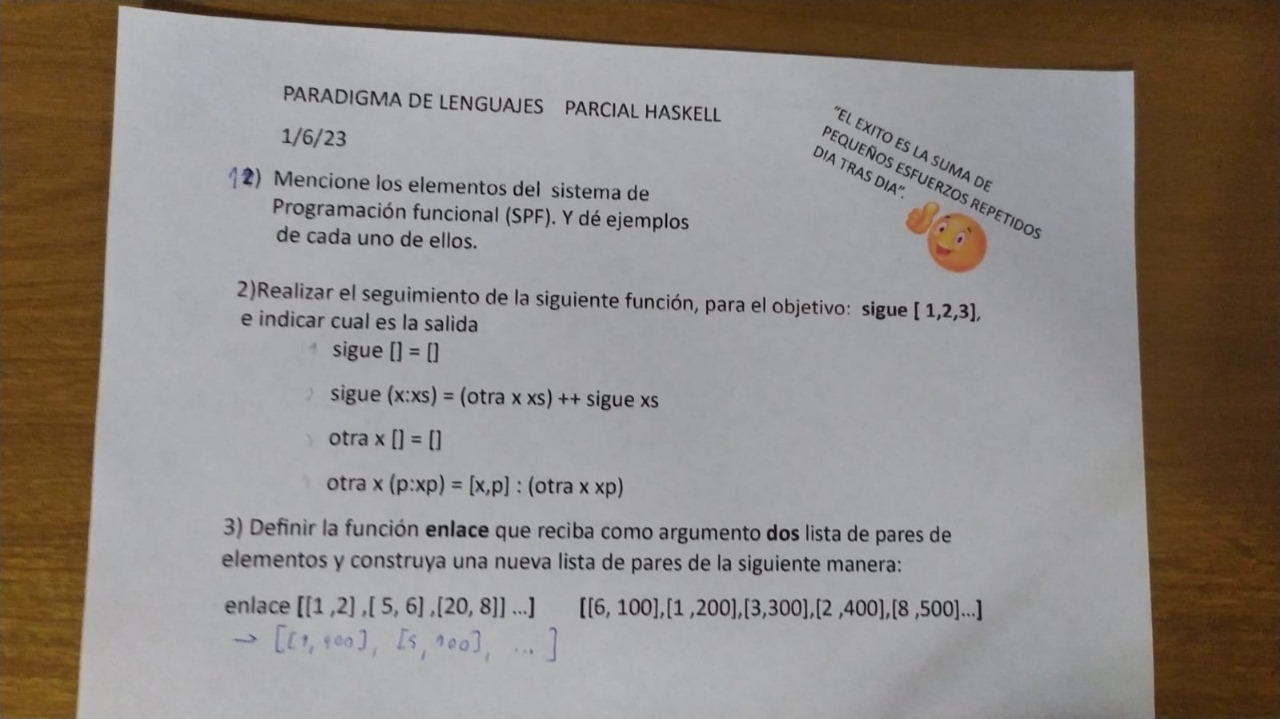 PARADIGMA DE LENGUAJES PARCIAL HASKELL
1/6/23
"EL EXITO ES LA SUMA DE
PEQUEÑOS ESFUERZOS REPETIDOS
DIA TRAS DIA".
12) Mencione los elementos del sistema de
Programación funcional (SPF). Y dé ejemplos
de cada uno de ellos.
2)Realizar el seguimiento de la siguiente función, para el objetivo: sigue [ 1,2,3],
e indicar cual es la salida
sigue [] = []
sigue (x:xs) = (otra x xs) ++ sigue xs
otra x [] = []
otra x (p:xp) = [x,p] : (otra x xp)
3) Definir la función enlace que reciba como argumento dos lista de pares de
elementos y construya una nueva lista de pares de la siguiente manera:
enlace [[1 ,2] ,[ 5, 6] ,[20, 8]] ...] [[6, 100],[1 ,200],[3,300],[2 ,400],[8 ,500]...]
→ [[1, 400], [5, 100], ... ]